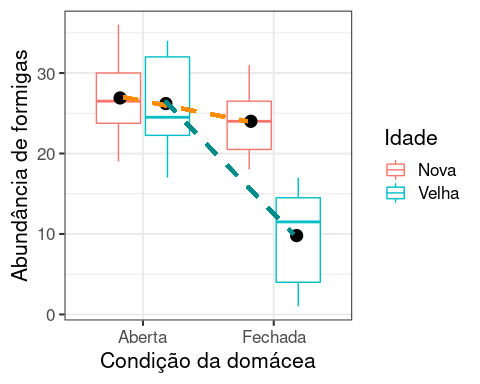 Abundância de formigas
30
20
10
0
Aberta
Fechada
Condição da domácea
Idade
Nova
Velha